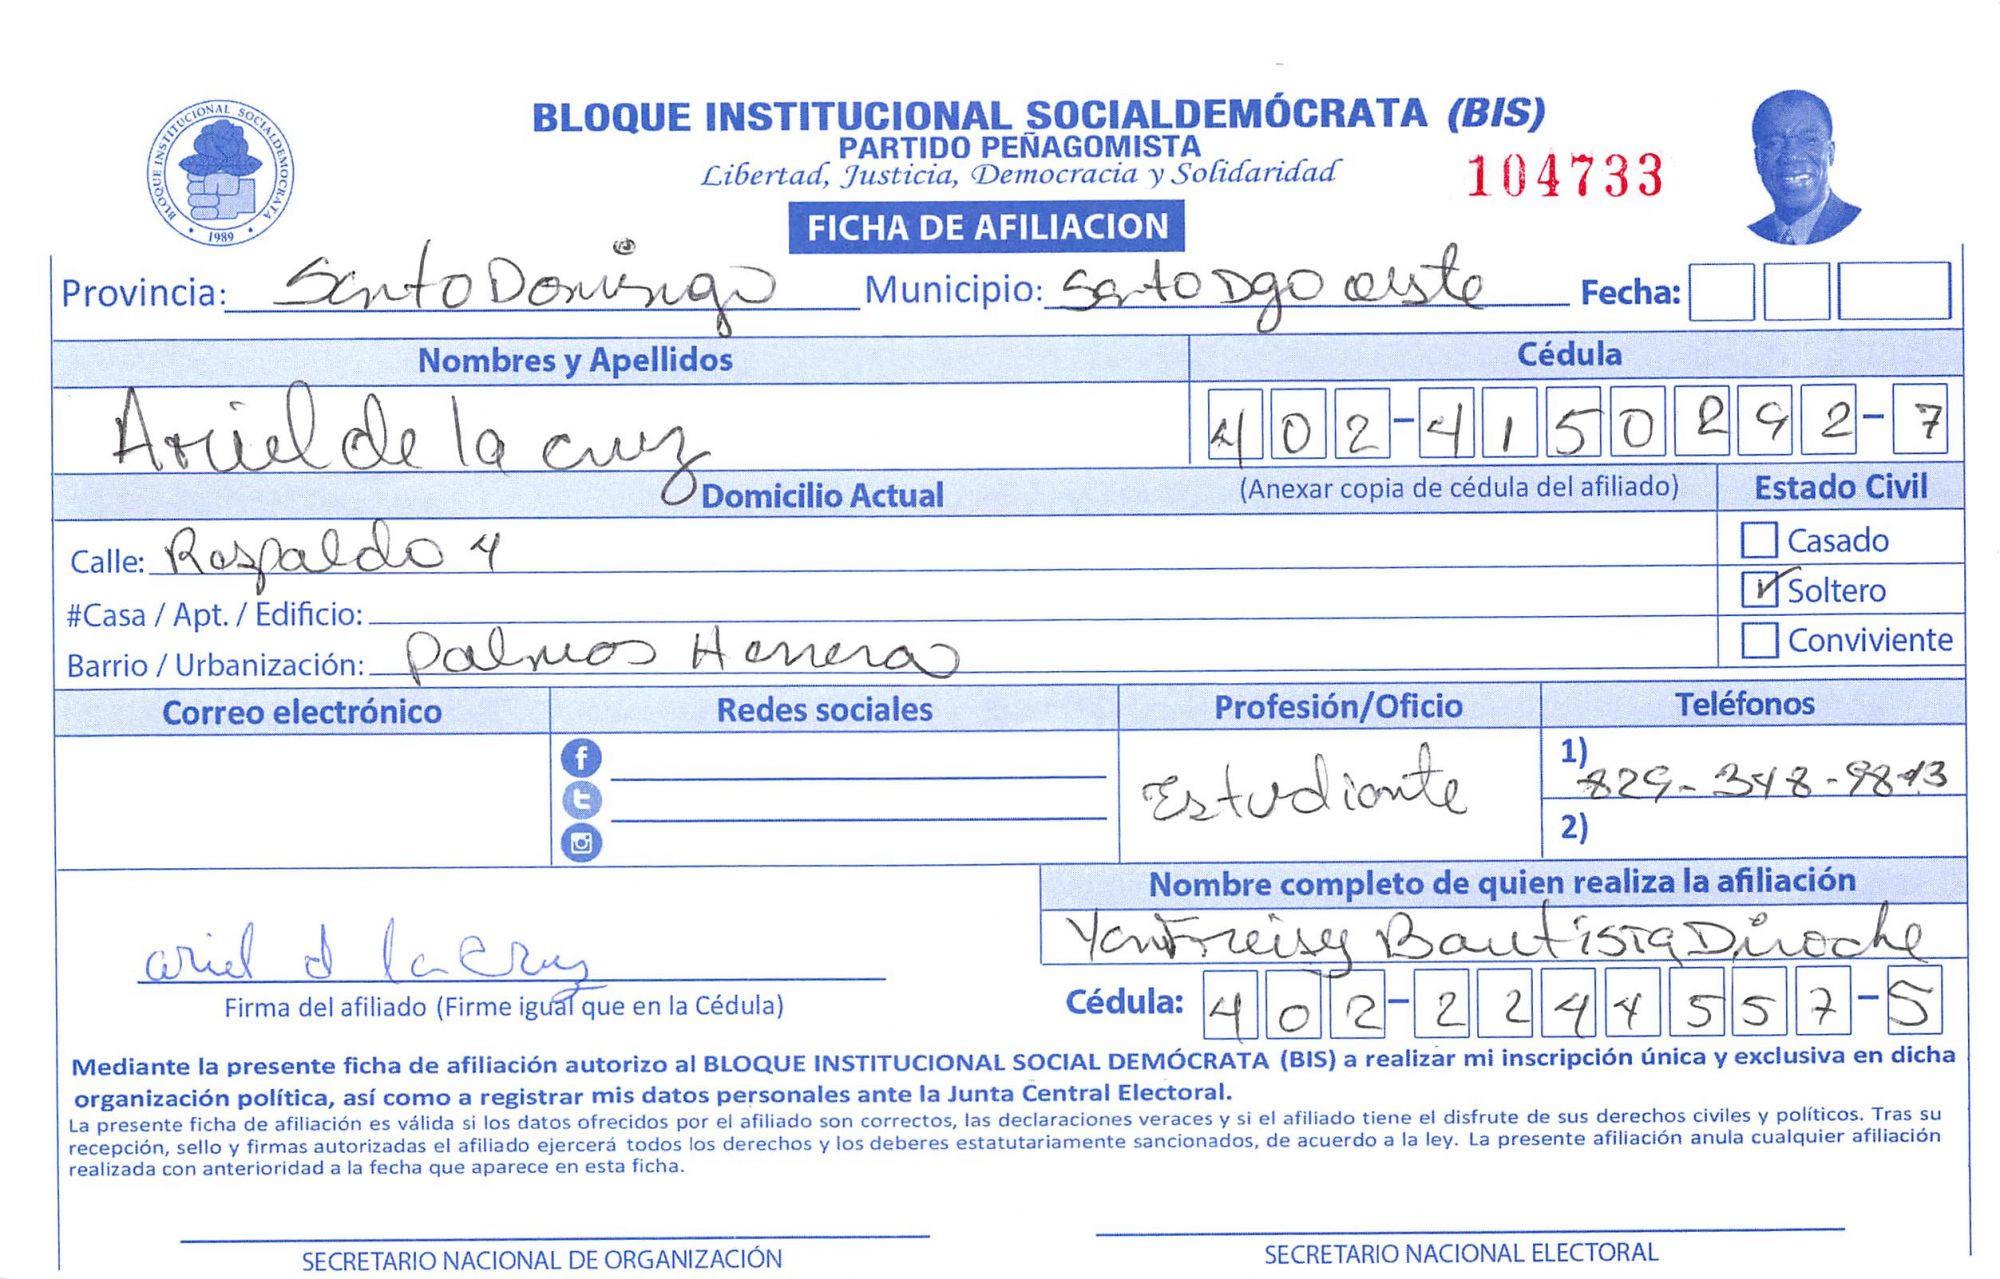 BLOQUE INSTITUCIONAL SOCIALDEMÓCRATA (BIS)
PARTIDO PEÑAGOMISTA
Libertad, Justicia, Democracia y Solidaridad
104733
BLOQUE INSTITUCIONAL SOCIALDEMOCRATA
• 1989 •
FICHA DE AFILIACION
Provincia: Santo Domingo Municipio: Santo Dgo oeste Fecha:
Nombres y Apellidos Cédula
Ariel de la cruz 402-4150292-7
Domicilio Actual (Anexar copia de cédula del afiliado) Estado Civil
Calle: Respaldo 4 Casado
#Casa / Apt. / Edificio: Soltero
Barrio / Urbanización: Palmas Herrera Conviviente
Correo electrónico Redes sociales Profesión/Oficio Teléfonos
Estudiante 1) 829-348-98
2)
Nombre completo de quien realiza la afiliación
Bautista Diroche
ariel d la Cruz
Firma del afiliado (Firme igual que en la Cédula) Cédula: 402-2244557-5
Mediante la presente ficha de afiliación autorizo al BLOQUE INSTITUCIONAL SOCIAL DEMÓCRATA (BIS) a realizar mi inscripción única y exclusiva en dicha
organización política, así como a registrar mis datos personales ante la Junta Central Electoral.
La presente ficha de afiliación es válida si los datos ofrecidos por el afiliado son correctos, las declaraciones veraces y si el afiliado tiene el disfrute de sus derechos civiles y políticos. Tras su
recepción, sello y firmas autorizadas el afiliado ejercerá todos los derechos y los deberes estatutariamente sancionados, de acuerdo a la ley. La presente afiliación anula cualquier afiliación
realizada con anterioridad a la fecha que aparece en esta ficha.
SECRETARIO NACIONAL DE ORGANIZACIÓN SECRETARIO NACIONAL ELECTORAL